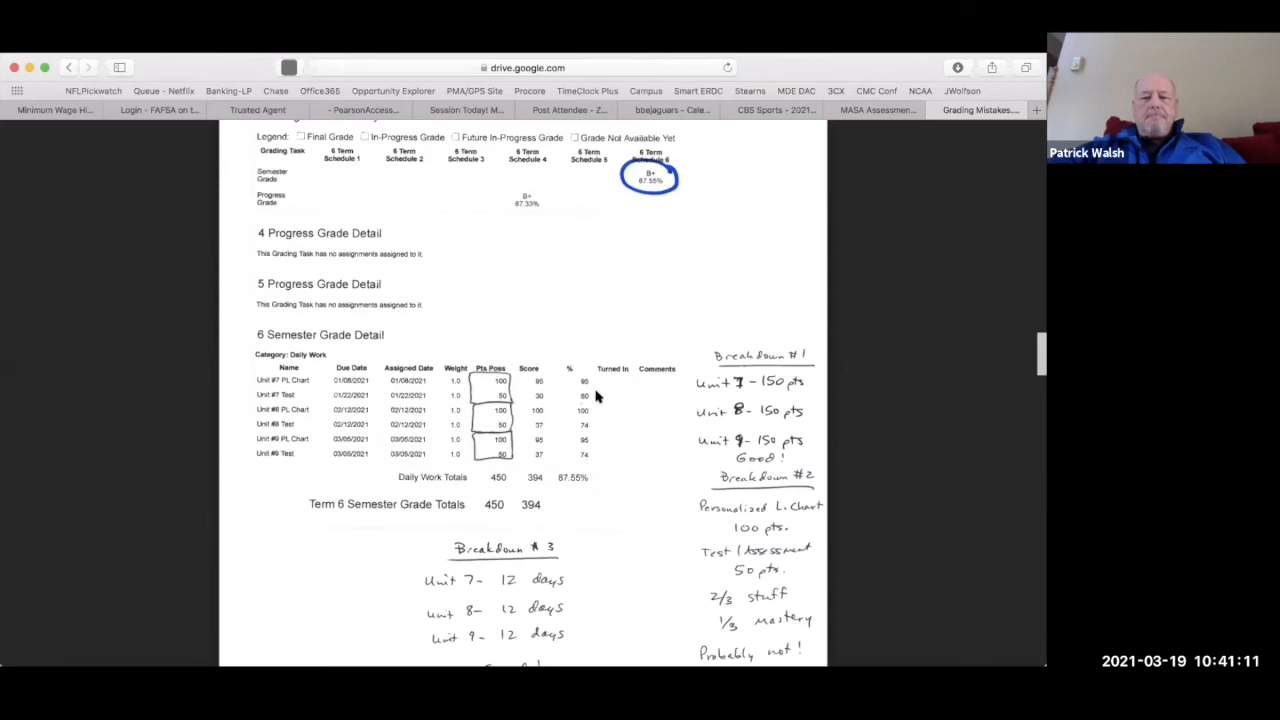 drive.google.com
NFLPickwatch Queue - Netflix Banking-LP Chase Office365 Opportunity Explorer PMA/GPS Site Procore TimeClock Plus Campus Smart ERDC Stearns MDE Apps 3CX CMC Conf NCAA JWolfson
Minimum Wage Hi... Login - FAFSA on t... Trusted Agent - PearsonAccess... Session Today! M... Post Attendee - Z... bbejaguars - Cele... CBS Sports - 2021... MASA Assessmen... Grading Mistakes....
Patrick Walsh
Legend: Final Grade In-Progress Grade Future In-Progress Grade Grade Not Available Yet
Grading Task 6 Term Schedule 1 6 Term Schedule 2 6 Term Schedule 3 6 Term Schedule 4 6 Term Schedule 5 6 Term Schedule 6
Semester Grade B+ 87.55%
Progress Grade B+ 87.33%
4 Progress Grade Detail
This Grading Task has no assignments assigned to it.
5 Progress Grade Detail
This Grading Task has no assignments assigned to it.
6 Semester Grade Detail
Category: Daily Work
Name Due Date Assigned Date Weight Pts Poss Score % Turned In Comments
Unit #7 PL Chart 01/08/2021 01/08/2021 1.0 100 95 95
Unit #7 Test 01/22/2021 01/22/2021 1.0 50 30 60
Unit #8 PL Chart 02/12/2021 02/12/2021 1.0 100 100 100
Unit #8 Test 02/12/2021 02/12/2021 1.0 50 37 74
Unit #9 PL Chart 03/05/2021 03/05/2021 1.0 100 95 95
Unit #9 Test 03/05/2021 03/05/2021 1.0 50 37 74
Daily Work Totals 450 394 87.55%
Term 6 Semester Grade Totals 450 394
Breakdown #1
Unit 7 - 150 pts
Unit 8 - 150 pts
Unit 9 - 150 pts
Good!
Breakdown #2
Personalized L. Chart
100 pts.
Test / Assessment
50 pts.
2/3 stuff
1/3 mastery
Probably not!
Breakdown # 3
Unit 7 - 12 days
Unit 8 - 12 days
Unit 9 - 12 days
2021-03-19 10:41:11